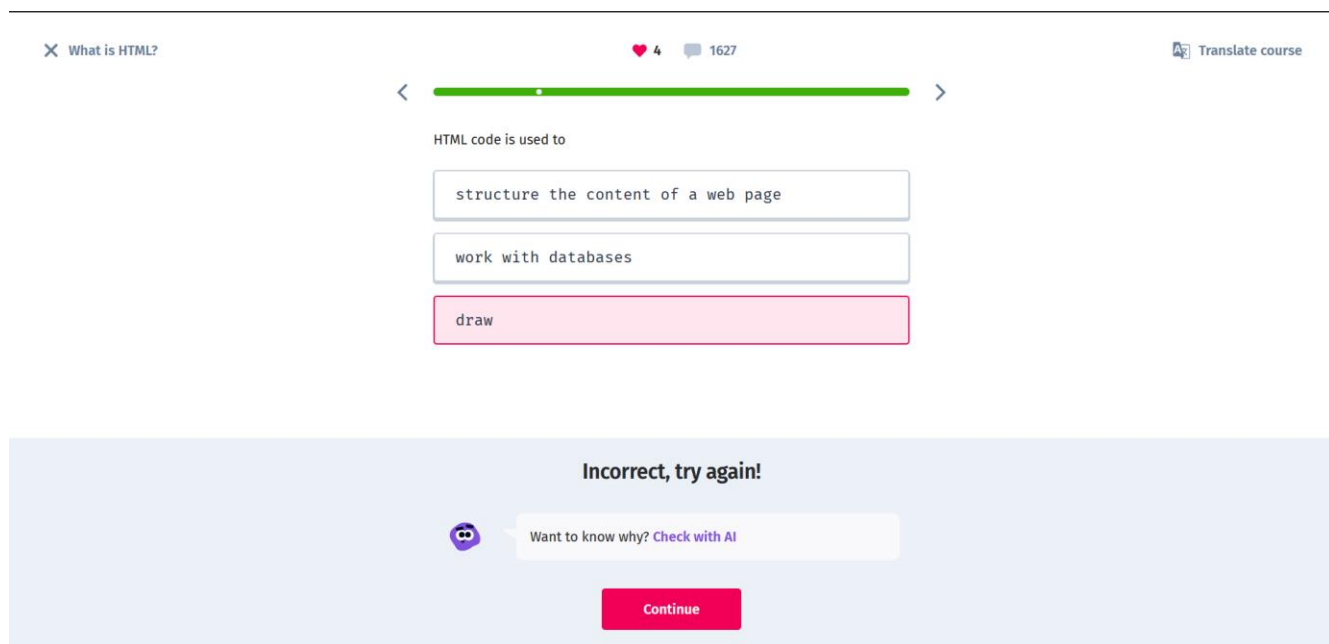 What is HTML?
4
1627
Translate course
HTML code is used to
structure the content of a web page
work with databases
draw
Incorrect, try again!
Want to know why? Check with AI
Continue